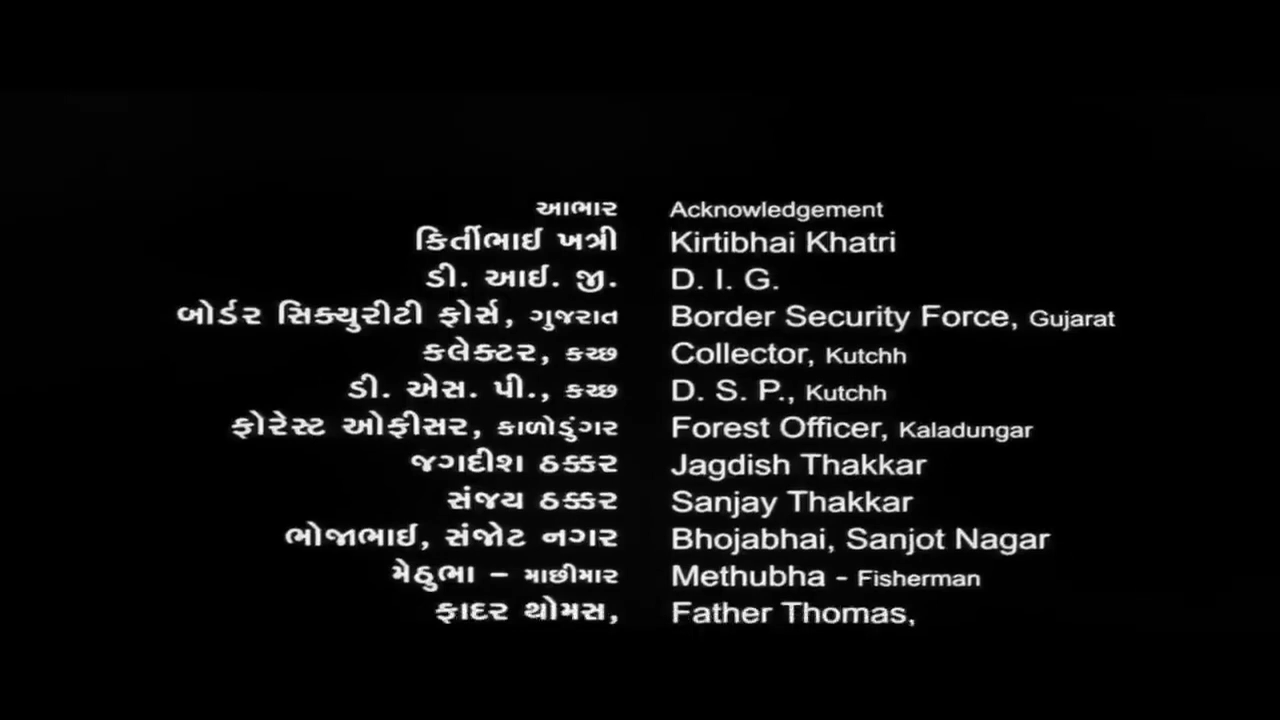 આભાર Acknowledgement
કિર્તીભાઈ ખત્રી Kirtibhai Khatri
ડી. આઈ. જી. D. I. G.
બોર્ડર સિક્યુરીટી ફોર્સ, ગુજરાત Border Security Force, Gujarat
કલેક્ટર, કચ્છ Collector, Kutchh
ડી. એસ. પી., કચ્છ D. S. P., Kutchh
ફોરેસ્ટ ઓફીસર, કાળોડુંગર Forest Officer, Kaladungar
જગદીશ ઠક્કર Jagdish Thakkar
સંજય ઠક્કર Sanjay Thakkar
ભોજાભાઈ, સંજોટ નગર Bhojabhai, Sanjot Nagar
મેઠુભા – માછીમાર Methubha - Fisherman
ફાદર થોમસ, Father Thomas,